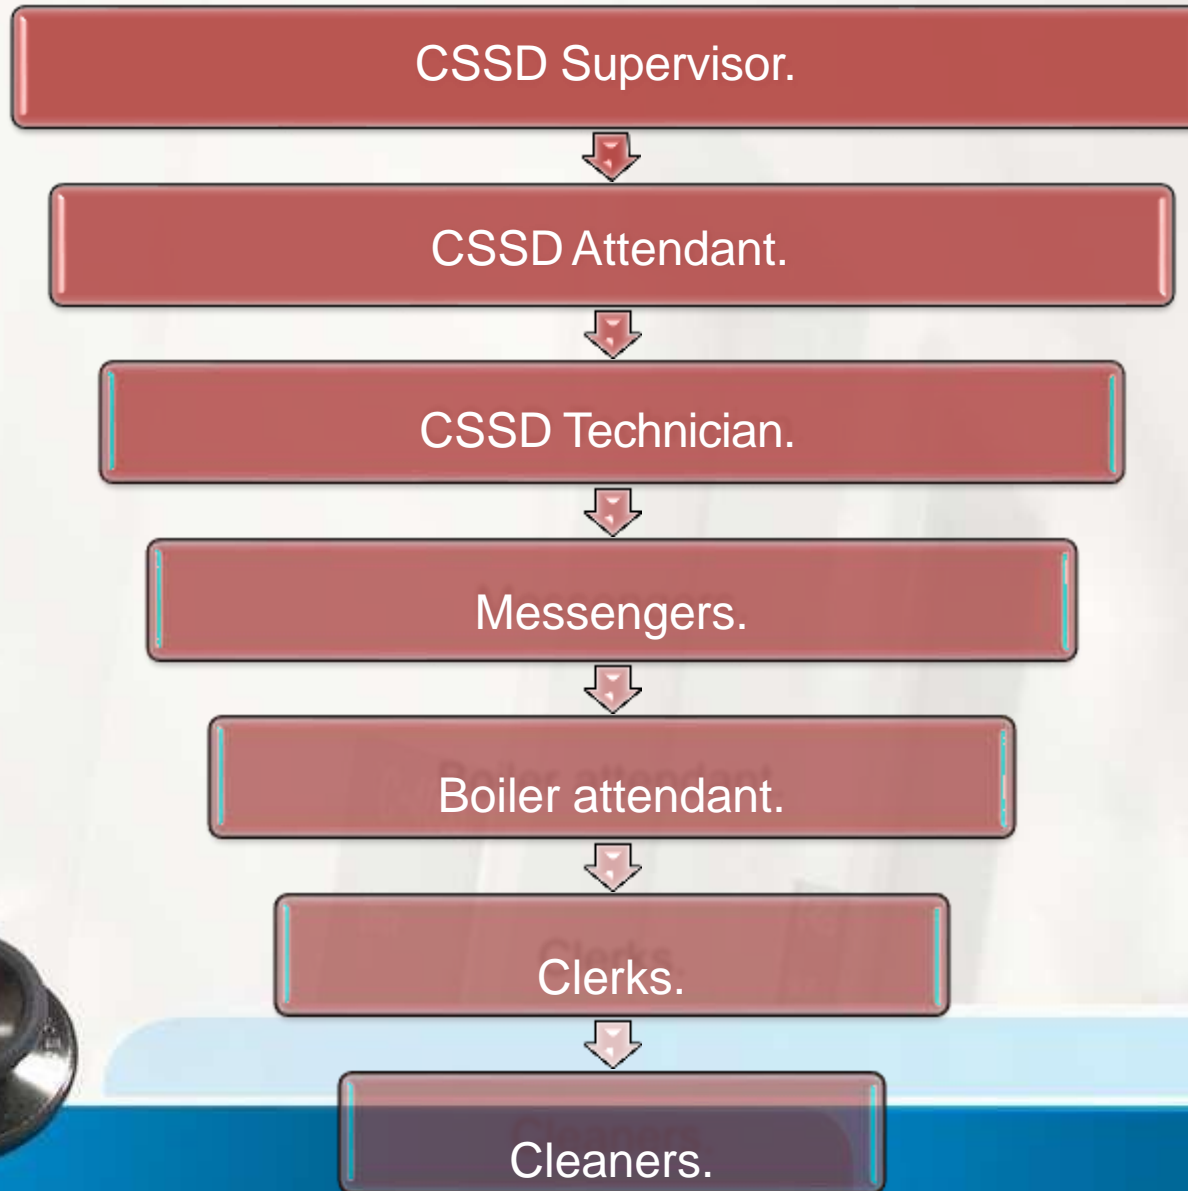 CSSD Supervisor.
CSSD Attendant.
CSSD Technician.
Messengers.
Boiler attendant.
Clerks.
Cleaners.